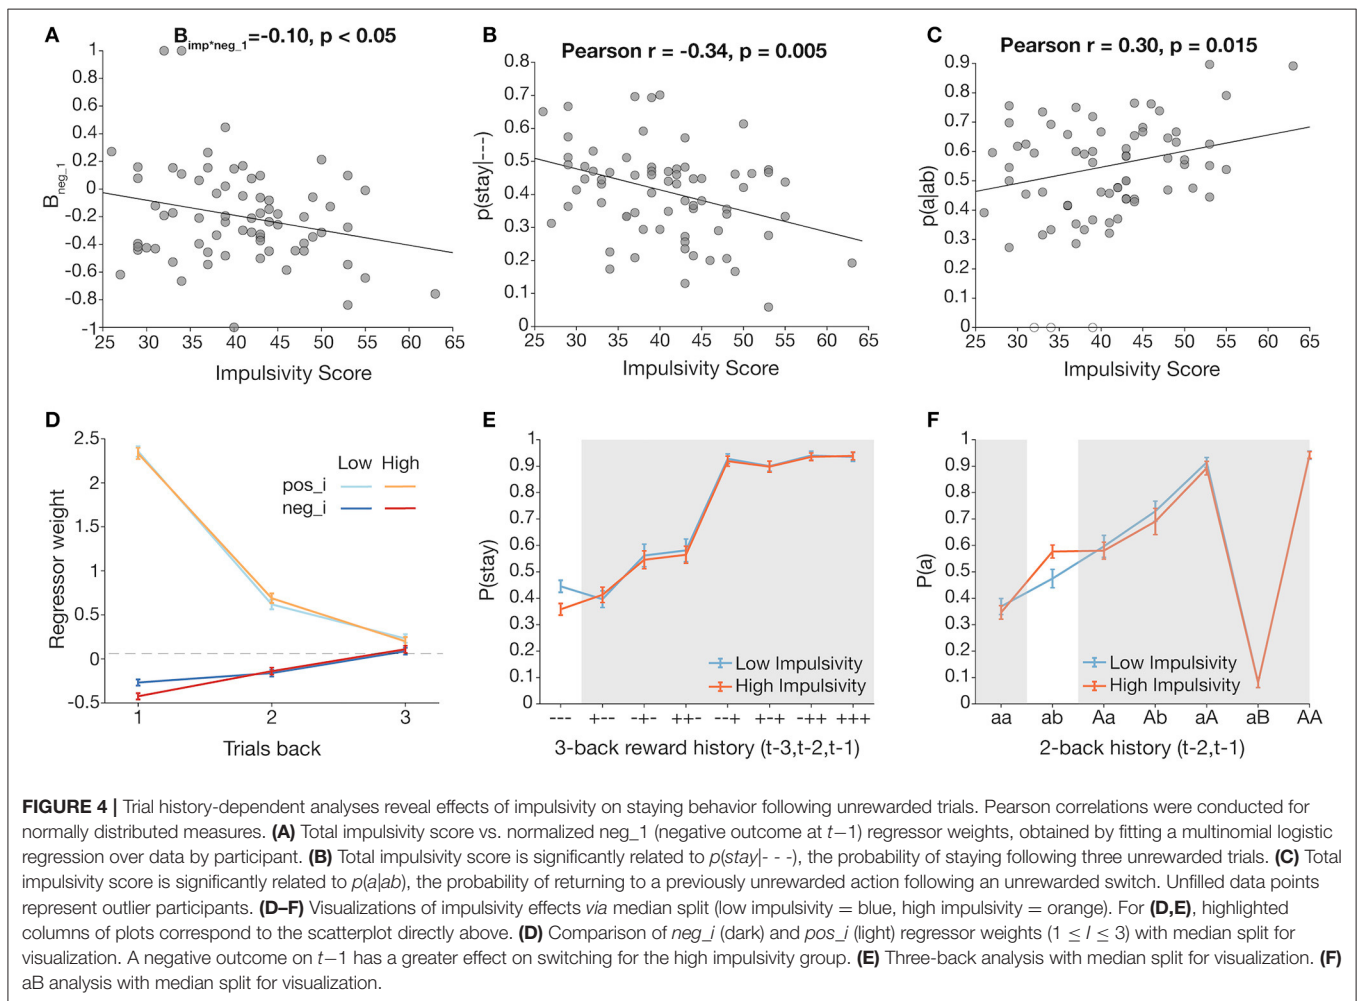 A
B_imp*neg_1=-0.10, p < 0.05
1
0.8
0.6
0.4
0.2
0
-0.2
-0.4
-0.6
-0.8
-1
B_neg_1
25 30 35 40 45 50 55 60 65
Impulsivity Score
B
Pearson r = -0.34, p = 0.005
0.8
0.7
0.6
0.5
0.4
0.3
0.2
0.1
0
p(stay|---)
25 30 35 40 45 50 55 60 65
Impulsivity Score
C
Pearson r = 0.30, p = 0.015
0.9
0.8
0.7
0.6
0.5
0.4
0.3
0.2
0.1
0
p(a|ab)
25 30 35 40 45 50 55 60 65
Impulsivity Score
D
2.5
2
1.5
1
0.5
0
-0.5
Regressor weight
Low High
pos_i
neg_i
1 2 3
Trials back
E
1
0.9
0.8
0.7
0.6
0.5
0.4
0.3
0.2
0.1
0
P(stay)
Low Impulsivity
High Impulsivity
--- +-- -+- ++- --+ +-+ -++ +++
3-back reward history (t-3,t-2,t-1)
F
1
0.9
0.8
0.7
0.6
0.5
0.4
0.3
0.2
0.1
0
P(a)
Low Impulsivity
High Impulsivity
aa ab Aa Ab aA aB AA
2-back history (t-2,t-1)
FIGURE 4 | Trial history-dependent analyses reveal effects of impulsivity on staying behavior following unrewarded trials. Pearson correlations were conducted for
normally distributed measures. (A) Total impulsivity score vs. normalized neg_1 (negative outcome at t−1) regressor weights, obtained by fitting a multinomial logistic
regression over data by participant. (B) Total impulsivity score is significantly related to p(stay|- - -), the probability of staying following three unrewarded trials. (C) Total
impulsivity score is significantly related to p(a|ab), the probability of returning to a previously unrewarded action following an unrewarded switch. Unfilled data points
represent outlier participants. (D–F) Visualizations of impulsivity effects via median split (low impulsivity = blue, high impulsivity = orange). For (D,E), highlighted
columns of plots correspond to the scatterplot directly above. (D) Comparison of neg_i (dark) and pos_i (light) regressor weights (1 ≤ I ≤ 3) with median split for
visualization. A negative outcome on t−1 has a greater effect on switching for the high impulsivity group. (E) Three-back analysis with median split for visualization. (F)
aB analysis with median split for visualization.